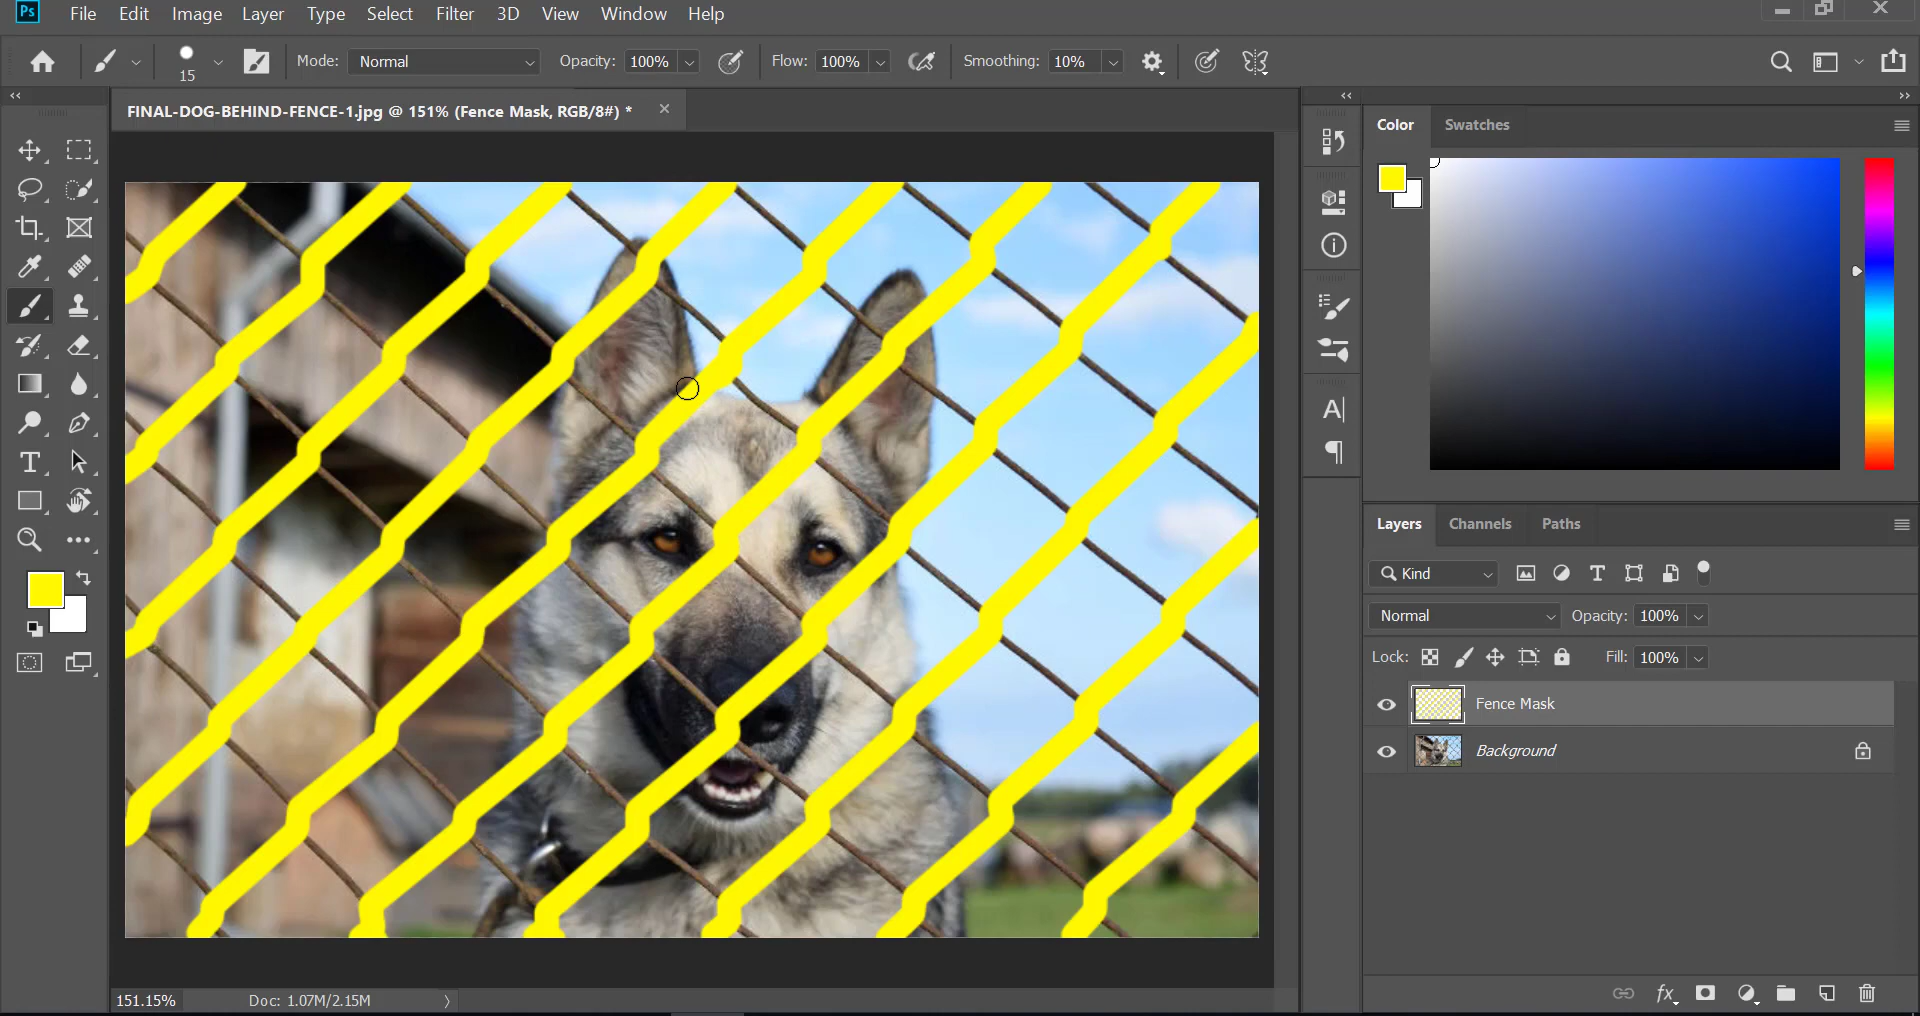 Ps File Edit Image Layer Type Select Filter 3D View Window Help
15 Mode: Normal Opacity: 100% Flow: 100% Smoothing: 10%
FINAL-DOG-BEHIND-FENCE-1.jpg @ 151% (Fence Mask, RGB/8#) *
Color Swatches
Layers Channels Paths
Kind
Normal Opacity: 100%
Lock: Fill: 100%
Fence Mask
Background
151.15% Doc: 1.07M/2.15M
fx